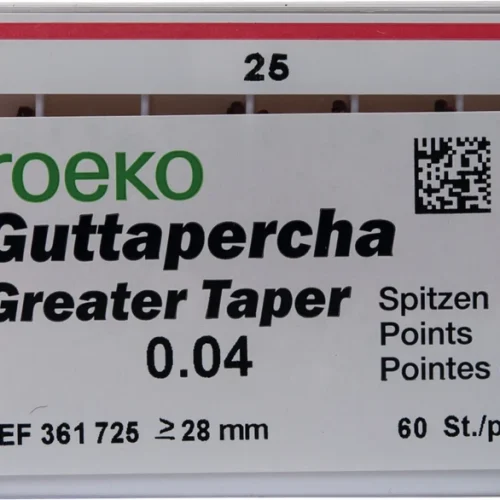 25
roeko
Guttapercha
Greater Taper
0.04
Spitzen
Points
Pointes
EF 361 725 ≥28 mm
60 St./p